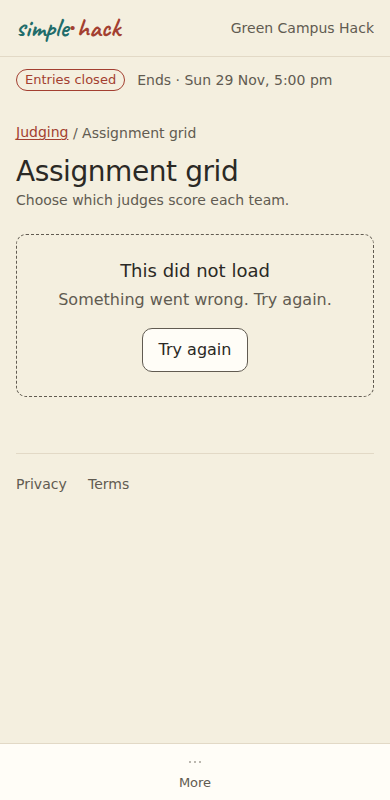 simple·hack
Green Campus Hack
Entries closed
Ends · Sun 29 Nov, 5:00 pm
Judging / Assignment grid
Assignment grid
Choose which judges score each team.
This did not load
Something went wrong. Try again.
Try again
Privacy
Terms
...
More